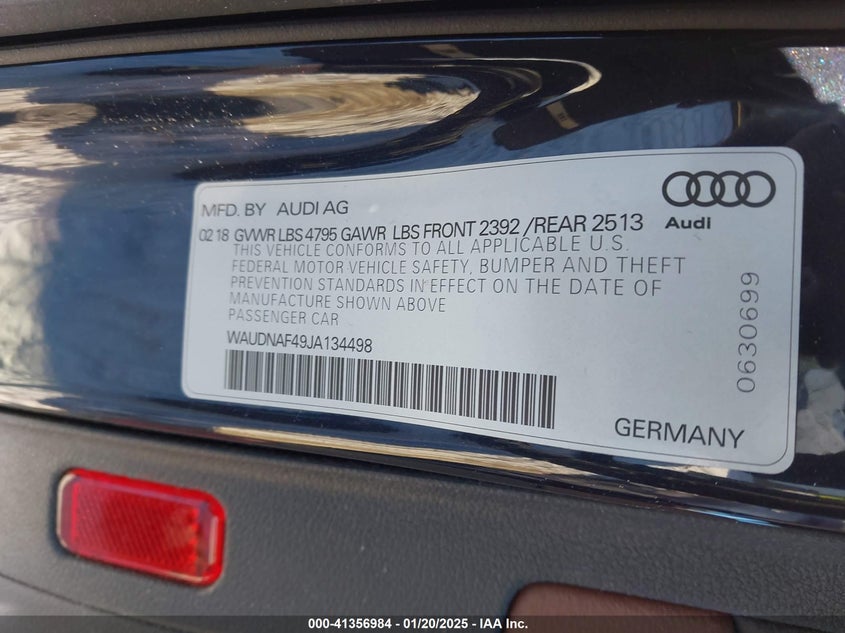 MFD. BY AUDI AG
Audi
02 18 GVWR LBS 4795 GAWR LBS FRONT 2392 /REAR 2513
THIS VEHICLE CONFORMS TO ALL APPLICABLE U.S.
FEDERAL MOTOR VEHICLE SAFETY, BUMPER AND THEFT
PREVENTION STANDARDS IN EFFECT ON THE DATE OF
MANUFACTURE SHOWN ABOVE
PASSENGER CAR
WAUDNAF49JA134498
0630699
GERMANY
000-41356984 - 01/20/2025 - IAA Inc.